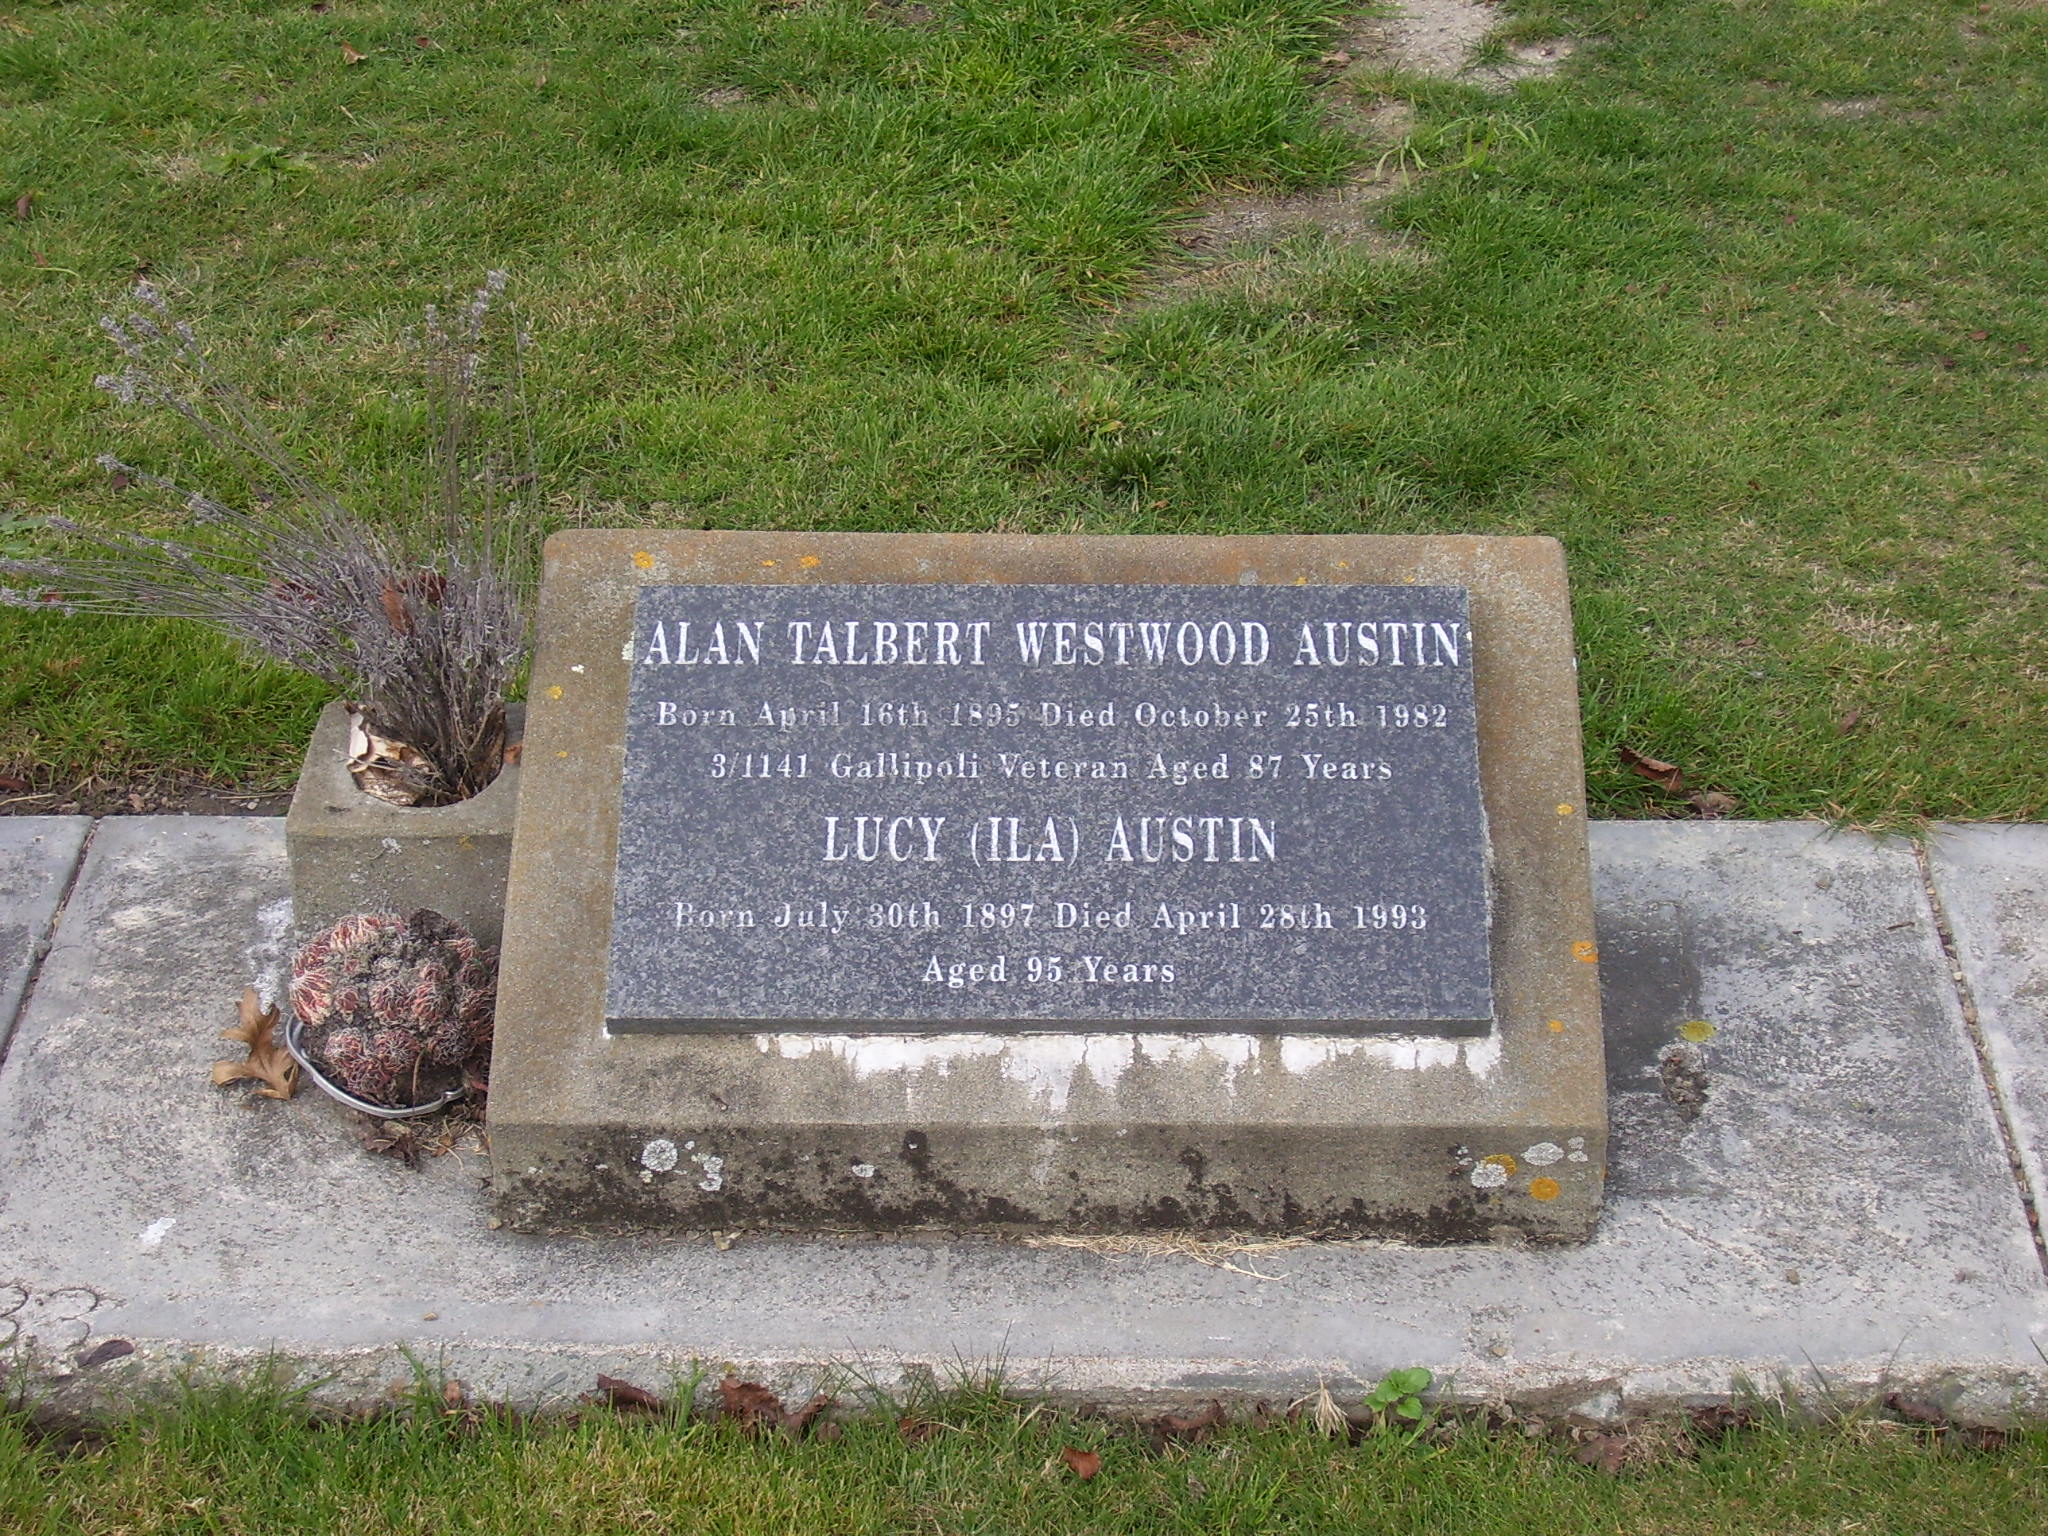 ALAN TALBERT WESTWOOD AUSTIN
Born April 16th 1895 Died October 25th 1982
3/1141 Gallipoli Veteran Aged 87 Years
LUCY (ILA) AUSTIN
Born July 30th 1897 Died April 28th 1993
Aged 95 Years